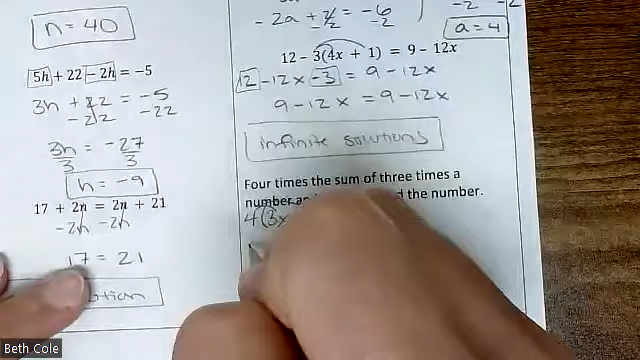 n = 40
5h + 22 - 2h = -5
3h + 22 = -5
-22 -22
3h = -27
3 3
h = -9
17 + 2n = 2n + 21
-2n -2n
17 = 21
- 2a + 2 = -6
-2 -2
-2 -2
a = 4
12 - 3(4x + 1) = 9 - 12x
12 - 12x - 3 = 9 - 12x
9 - 12x = 9 - 12x
infinite solutions
Four times the sum of three times a
number the number.
4(3x
Beth Cole